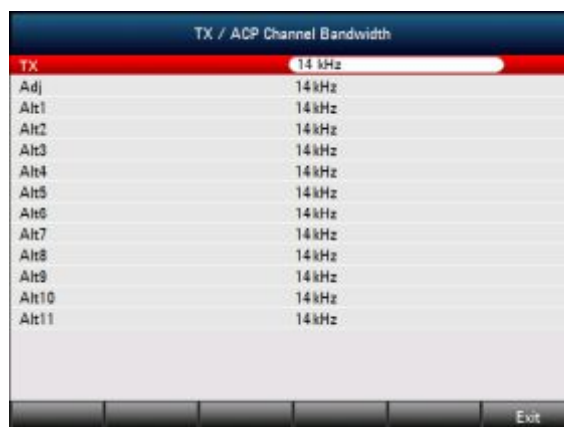 TX / ACP Channel Bandwidth
TX 14 kHz
Adj 14 kHz
Alt1 14 kHz
Alt2 14 kHz
Alt3 14 kHz
Alt4 14 kHz
Alt5 14 kHz
Alt6 14 kHz
Alt7 14 kHz
Alt8 14 kHz
Alt9 14 kHz
Alt10 14 kHz
Alt11 14 kHz
Exit